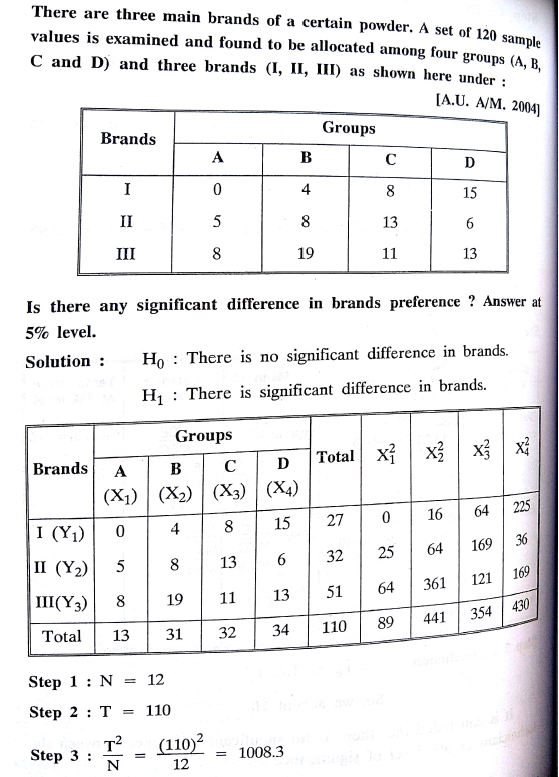 There are three main brands of a certain powder. A set of 120 sample
values is examined and found to be allocated among four groups (A, B,
C and D) and three brands (I, II, III) as shown here under :
[A.U. A/M. 2004]
Brands Groups
A B C D
I 0 4 8 15
II 5 8 13 6
III 8 19 11 13
Is there any significant difference in brands preference ? Answer at
5% level.
Solution : H₀ : There is no significant difference in brands.
H₁ : There is significant difference in brands.
Brands Groups Total X₁² X₂² X₃² X₄²
A B C D
(X₁) (X₂) (X₃) (X₄)
I (Y₁) 0 4 8 15 27 0 16 64 225
II (Y₂) 5 8 13 6 32 25 64 169 36
III(Y₃) 8 19 11 13 51 64 361 121 169
Total 13 31 32 34 110 89 441 354 430
Step 1 : N = 12
Step 2 : T = 110
Step 3 : T²/N = (110)²/12 = 1008.3